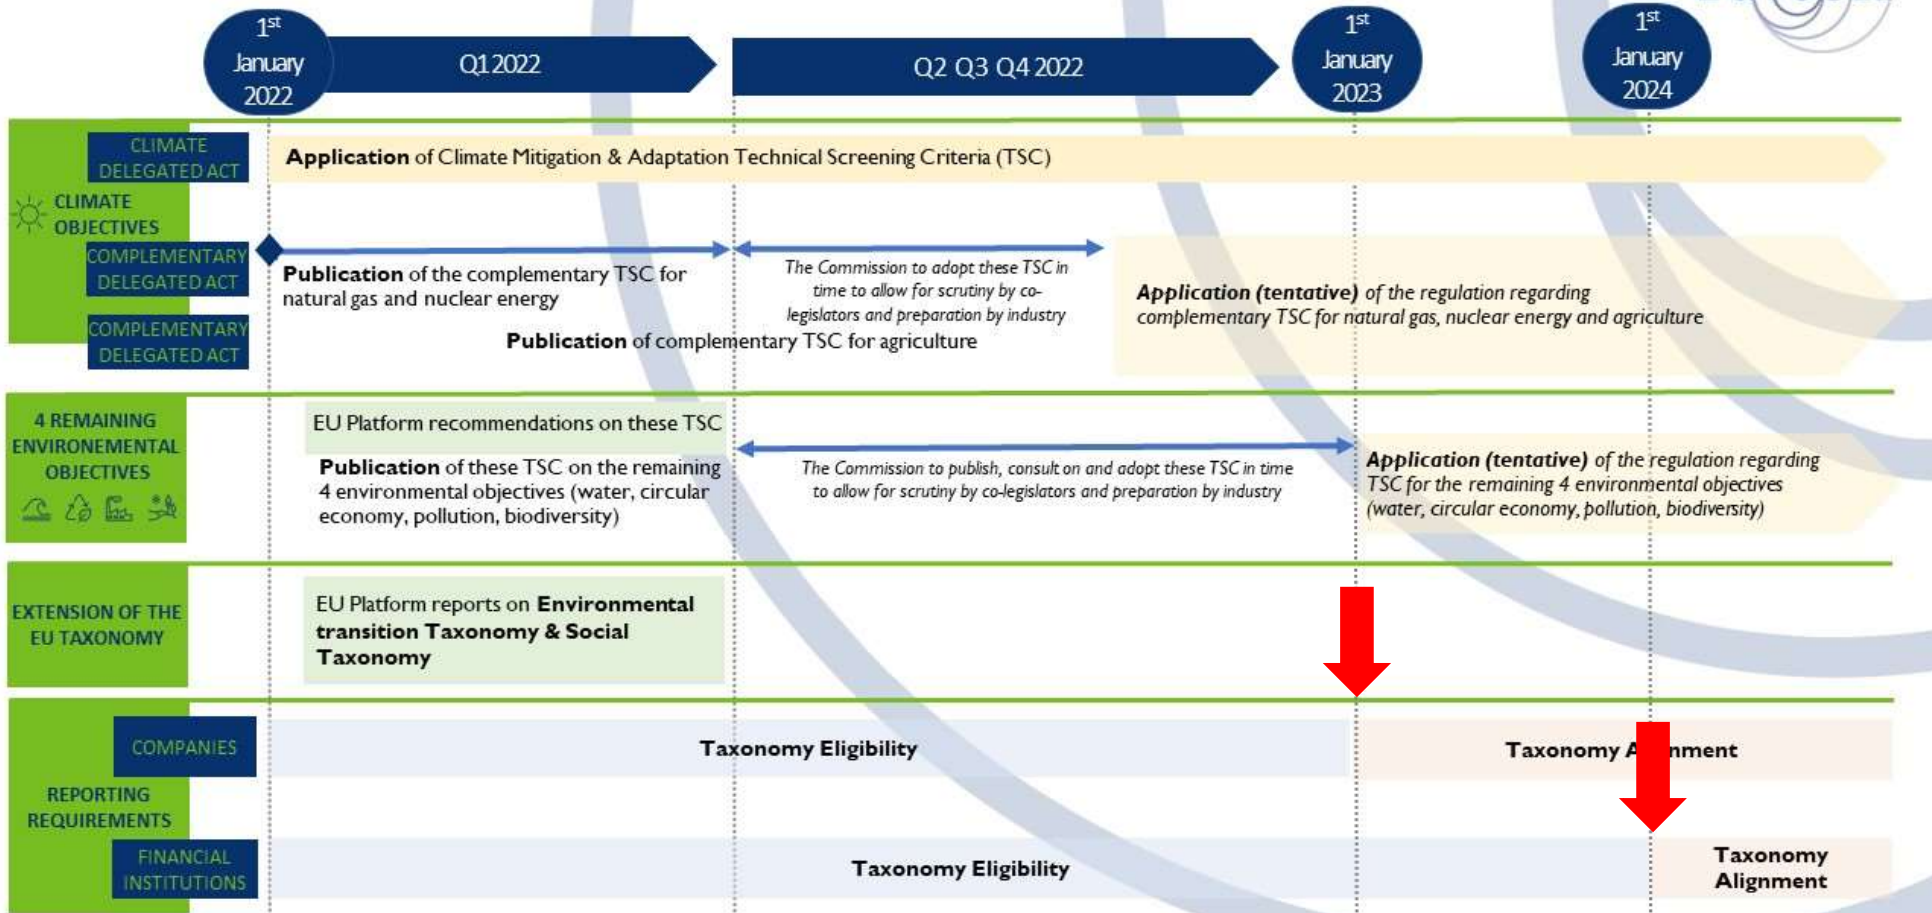 1st
January
2022
Q1 2022
Q2 Q3 Q4 2022
1st
January
2023
1st
January
2024
CLIMATE
DELEGATED ACT
Application of Climate Mitigation & Adaptation Technical Screening Criteria (TSC)
CLIMATE
OBJECTIVES
COMPLEMENTARY
DELEGATED ACT
Publication of the complementary TSC for
natural gas and nuclear energy
The Commission to adopt these TSC in
time to allow for scrutiny by co-
legislators and preparation by industry
Application (tentative) of the regulation regarding
complementary TSC for natural gas, nuclear energy and agriculture
COMPLEMENTARY
DELEGATED ACT
Publication of complementary TSC for agriculture
4 REMAINING
ENVIRONEMENTAL
OBJECTIVES
EU Platform recommendations on these TSC
Publication of these TSC on the remaining
4 environmental objectives (water, circular
economy, pollution, biodiversity)
The Commission to publish, consult on and adopt these TSC in time
to allow for scrutiny by co-legislators and preparation by industry
Application (tentative) of the regulation regarding
TSC for the remaining 4 environmental objectives
(water, circular economy, pollution, biodiversity)
EXTENSION OF THE
EU TAXONOMY
EU Platform reports on Environmental
transition Taxonomy & Social
Taxonomy
REPORTING
REQUIREMENTS
COMPANIES
Taxonomy Eligibility
Taxonomy
FINANCIAL
INSTITUTIONS
Taxonomy Eligibility
Taxonomy
Alignment